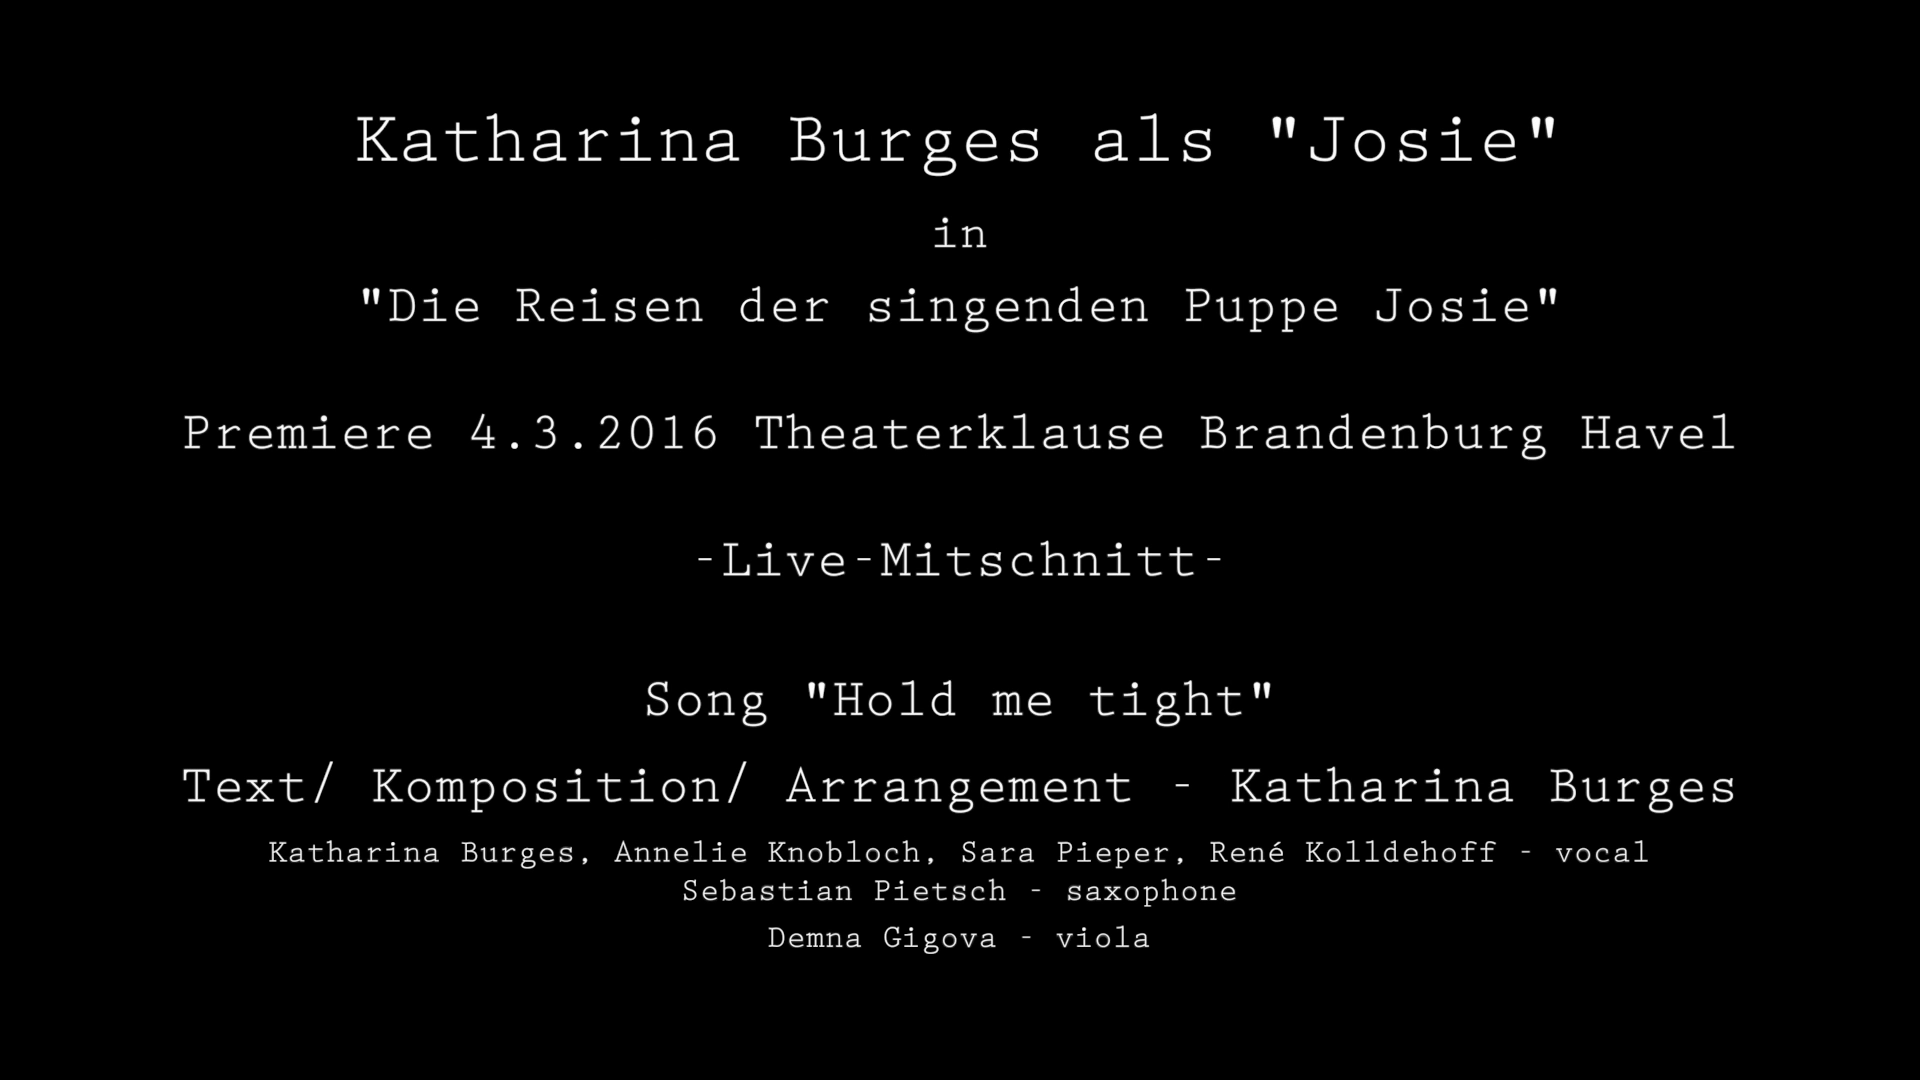 Katharina Burges als "Josie"
in
"Die Reisen der singenden Puppe Josie"
Premiere 4.3.2016 Theaterklause Brandenburg Havel
-Live-Mitschnitt-
Song "Hold me tight"
Text/ Komposition/ Arrangement - Katharina Burges
Katharina Burges, Annelie Knobloch, Sara Pieper, René Kolldehoff - vocal
Sebastian Pietsch - saxophone
Demna Gigova - viola